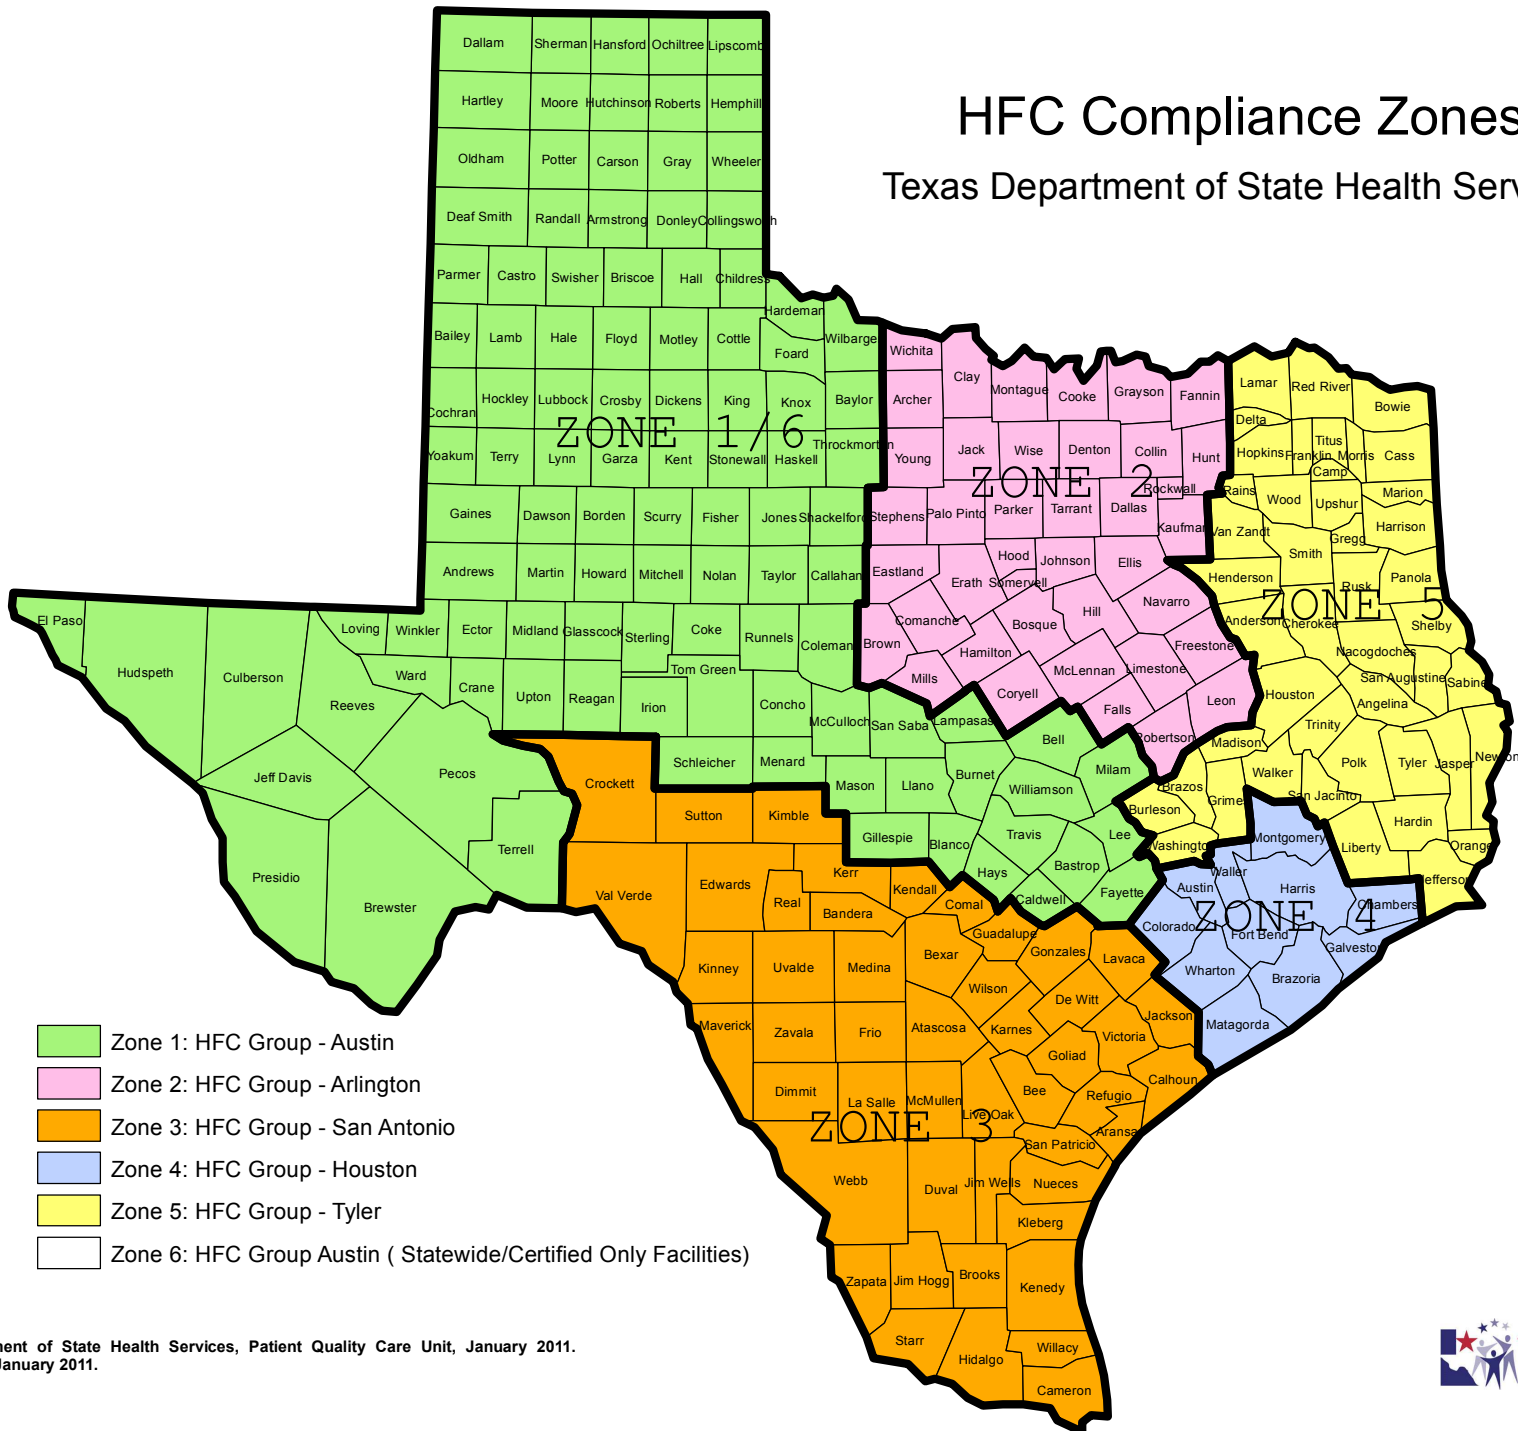 HFC Compliance Zones
Texas Department of State Health Serv
Dallam Sherman Hansford Ochiltree Lipscomb
Hartley Moore Hutchinson Roberts Hemphill
Oldham Potter Carson Gray Wheeler
Deaf Smith Randall Armstrong Donley Collingsworth
Parmer Castro Swisher Briscoe Hall Childress
Hardeman
Bailey Lamb Hale Floyd Motley Cottle Foard Wilbarger
Cochran Hockley Lubbock Crosby Dickens King Knox Baylor
ZONE 1/6
Yoakum Terry Lynn Garza Kent Stonewall Haskell Throckmorton
Gaines Dawson Borden Scurry Fisher Jones Shackelford
Andrews Martin Howard Mitchell Nolan Taylor Callahan
El Paso Hudspeth Culberson Reeves Loving Winkler Ector Midland Glasscock Sterling Coke Runnels Coleman
Ward Crane Upton Reagan Tom Green Irion Concho McCulloch San Saba Lampasas
Jeff Davis Pecos Schleicher Menard Mason Llano Burnet Bell Milam Williamson
Presidio Brewster Terrell Gillespie Blanco Travis Hays Caldwell Bastrop Lee Fayette
Wichita Clay Montague Cooke Grayson Fannin
Archer Young Jack Wise Denton Collin Hunt
ZONE 2
Rockwall
Stephens Palo Pinto Parker Tarrant Dallas Kaufman
Eastland Erath Hood Somervell Johnson Ellis
Brown Comanche Hamilton Bosque Hill Navarro
Mills Coryell McLennan Limestone Freestone
Falls Robertson Leon
Lamar Red River Bowie
Delta Hopkins Franklin Titus Camp Morris Cass
Rains Wood Upshur Marion
Van Zandt Smith Gregg Harrison
Henderson Rusk Panola
ZONE 5
Anderson Cherokee Nacogdoches Shelby
Houston Angelina San Augustine Sabine
Madison Trinity Polk Tyler Jasper Newton
Brazos Grimes Walker San Jacinto
Burleson Washington Liberty Hardin Orange
Jefferson
Montgomery
Austin Waller Harris Chambers
ZONE 4
Colorado Fort Bend Galveston
Wharton Brazoria
Matagorda
Crockett Sutton Kimble
Val Verde Edwards Real Kerr Bandera Kendall Comal
Guadalupe Gonzales Lavaca
Kinney Uvalde Medina Bexar Wilson De Witt Jackson
Maverick Zavala Frio Atascosa Karnes Goliad Victoria
Dimmit La Salle McMullen Live Oak Bee Refugio Calhoun
ZONE 3
Aransas San Patricio
Webb Duval Jim Wells Nueces
Kleberg
Zapata Jim Hogg Brooks Kenedy
Starr Hidalgo Willacy
Cameron
Zone 1: HFC Group - Austin
Zone 2: HFC Group - Arlington
Zone 3: HFC Group - San Antonio
Zone 4: HFC Group - Houston
Zone 5: HFC Group - Tyler
Zone 6: HFC Group Austin ( Statewide/Certified Only Facilities)
ment of State Health Services, Patient Quality Care Unit, January 2011.
January 2011.